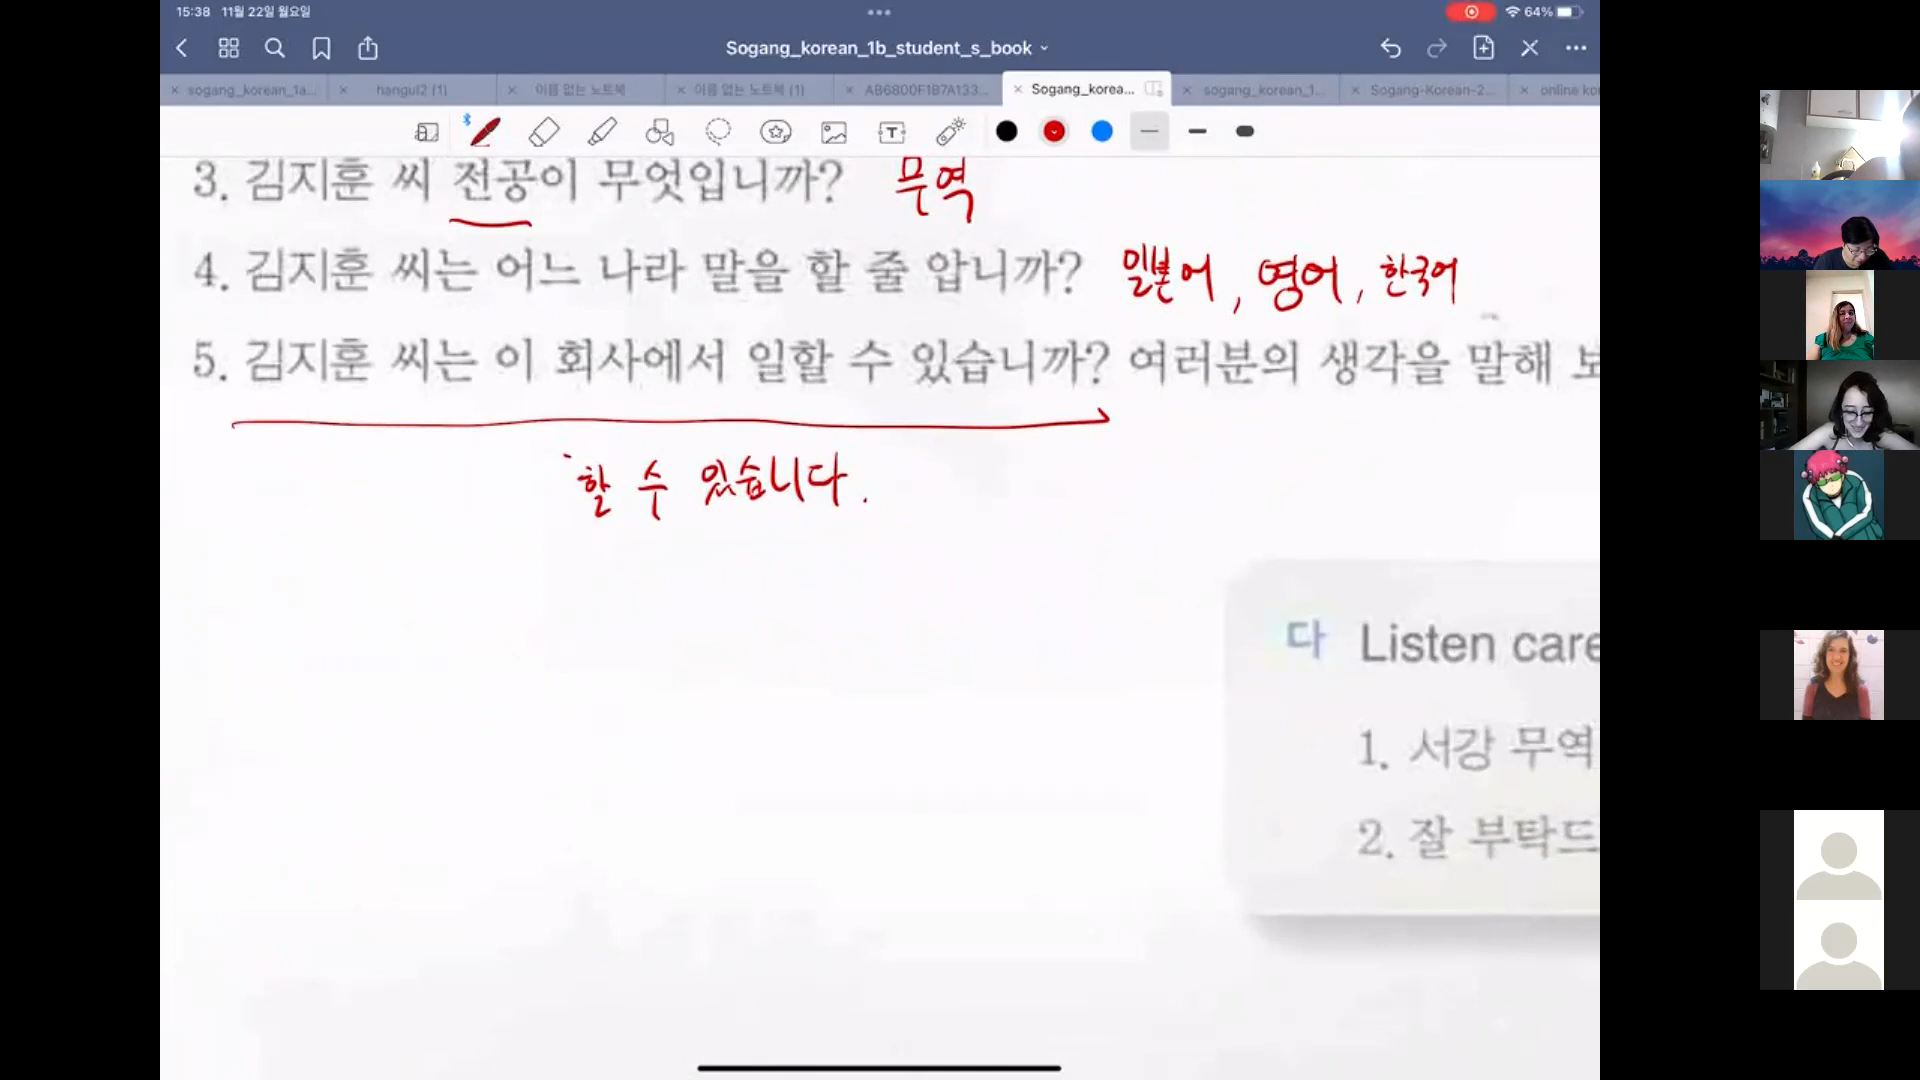 15:38 11월 22일 월요일
64%
Sogang_korean_1b_student_s_book
sogang_korean_1a...
hangul2 (1)
이름 없는 노트북
이름 없는 노트북 (1)
AB6800F1B7A133...
Sogang_korea...
sogang_korean_1...
Sogang-Korean-2...
online ko
3. 김지훈 씨 전공이 무엇입니까? 무역
4. 김지훈 씨는 어느 나라 말을 할 줄 압니까? 일본어, 영어, 한국어
5. 김지훈 씨는 이 회사에서 일할 수 있습니까? 여러분의 생각을 말해 보
할 수 있습니다.
다 Listen care
1. 서강 무역
2. 잘 부탁드